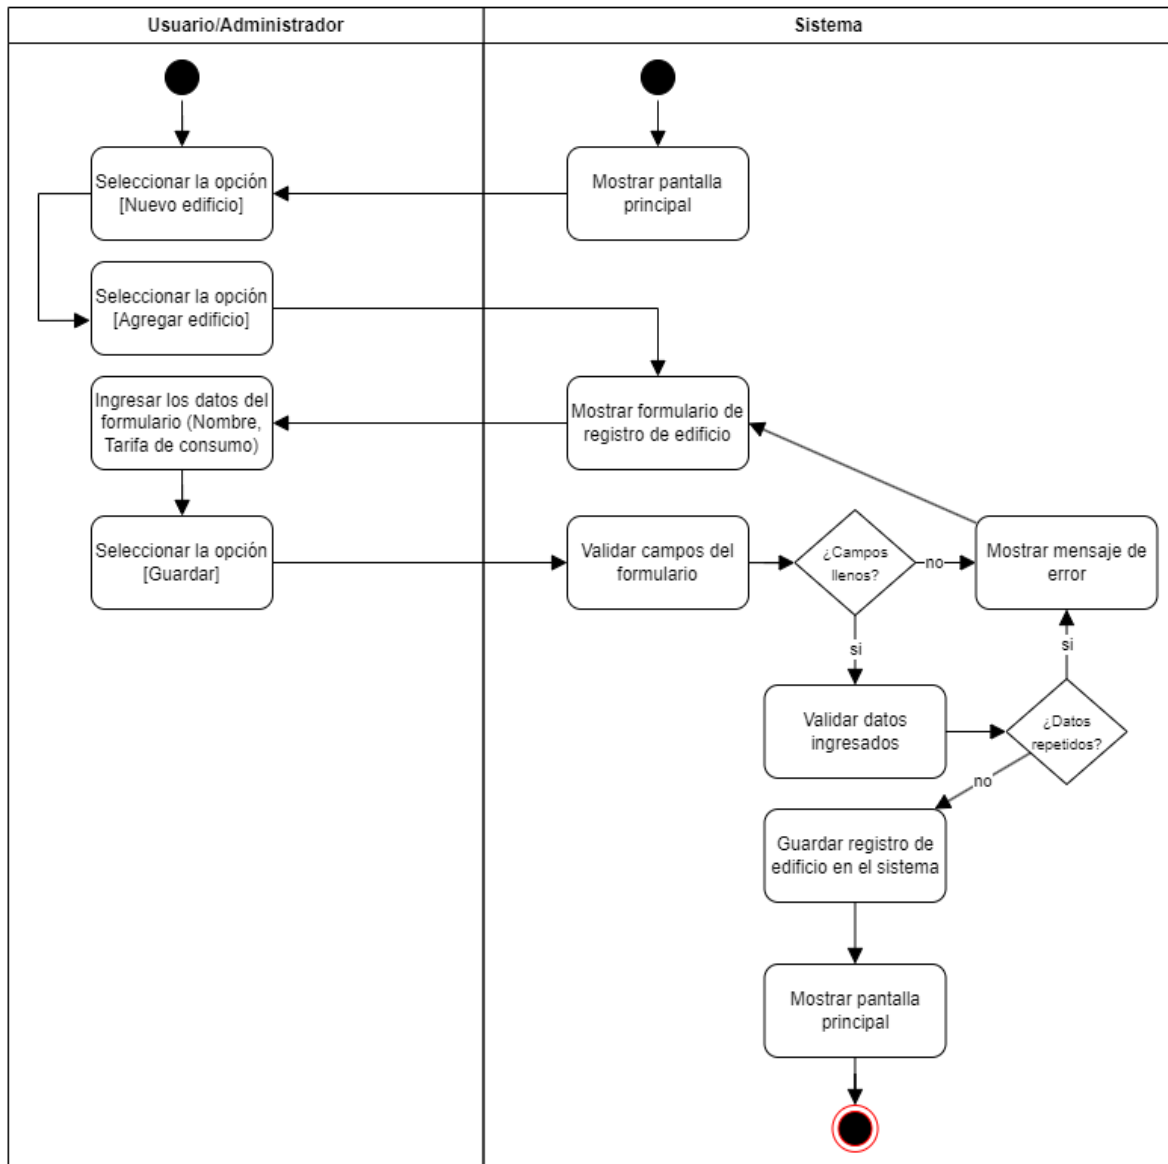 Usuario/Administrador
Sistema
Seleccionar la opción
[Nuevo edificio]
Mostrar pantalla
principal
Seleccionar la opción
[Agregar edificio]
Ingresar los datos del
formulario (Nombre,
Tarifa de consumo)
Mostrar formulario de
registro de edificio
Seleccionar la opción
[Guardar]
Validar campos del
formulario
¿Campos
llenos?
no
Mostrar mensaje de
error
si
si
Validar datos
ingresados
¿Datos
repetidos?
no
Guardar registro de
edificio en el sistema
Mostrar pantalla
principal